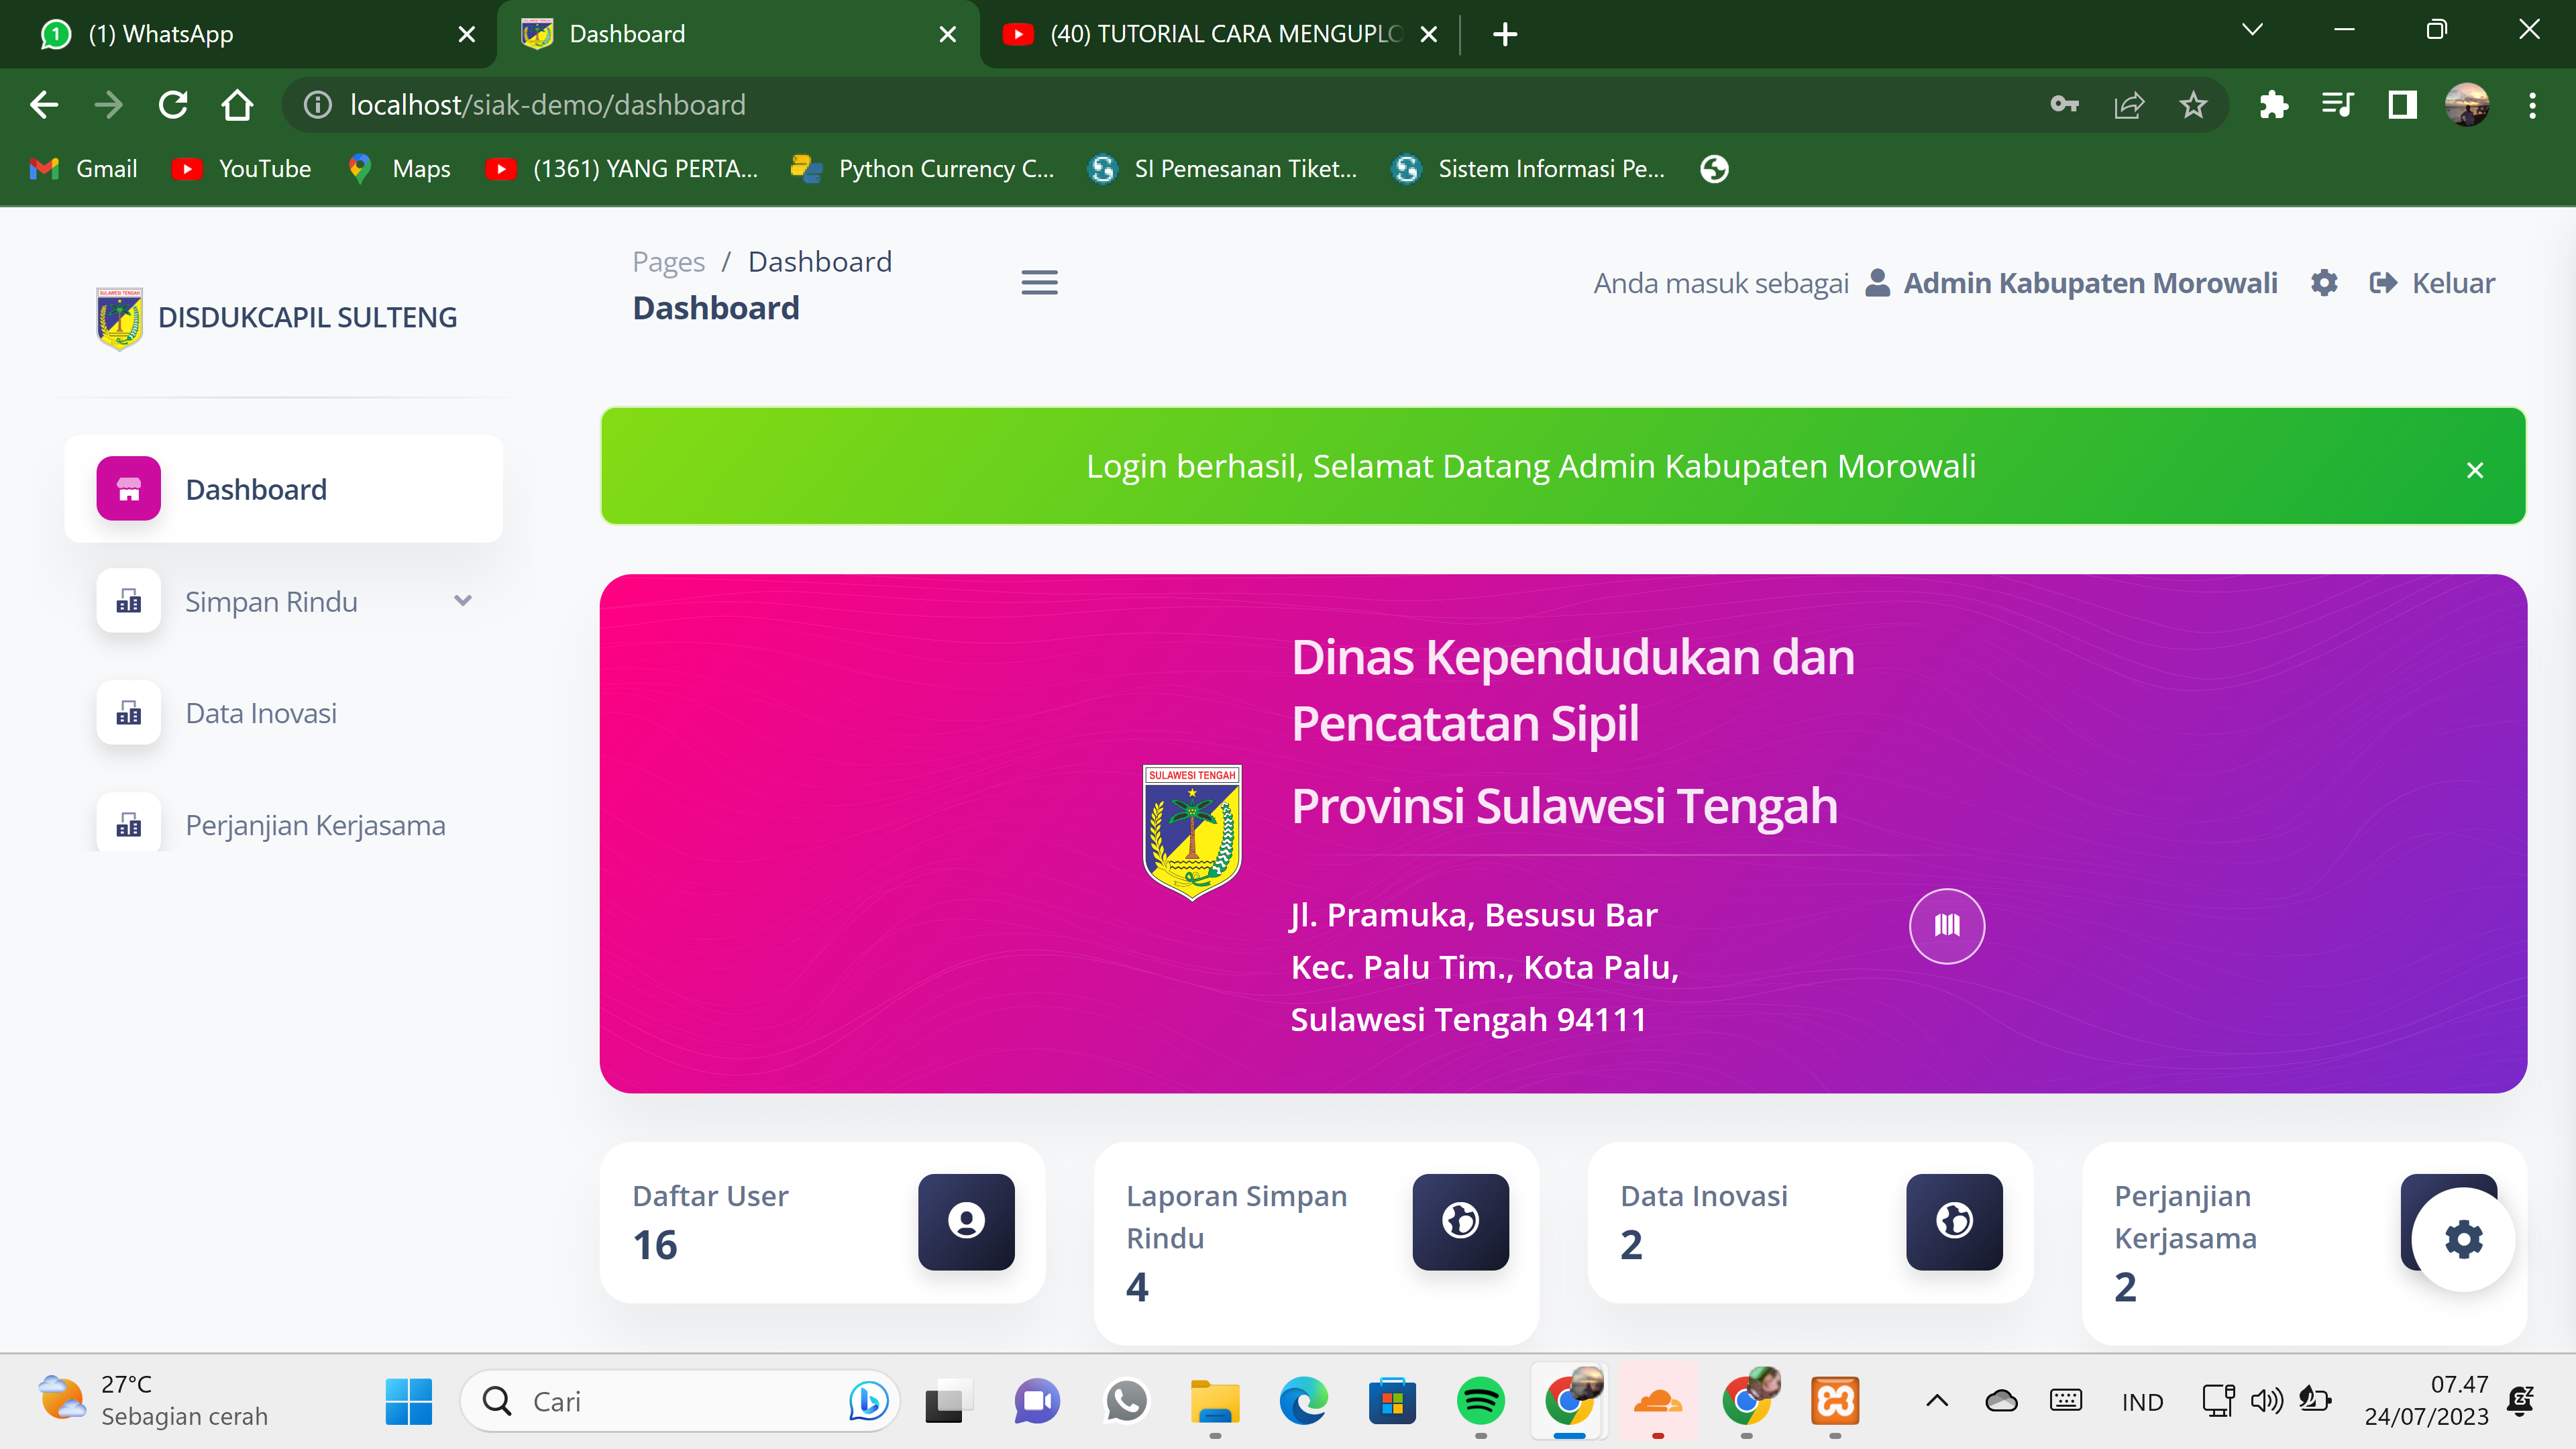 (1) WhatsApp
Dashboard
(40) TUTORIAL CARA MENGUPLO
localhost/siak-demo/dashboard
Gmail
YouTube
Maps
(1361) YANG PERTA...
Python Currency C...
SI Pemesanan Tiket...
Sistem Informasi Pe...
DISDUKCAPIL SULTENG
Pages / Dashboard
Dashboard
Anda masuk sebagai Admin Kabupaten Morowali
Keluar
Dashboard
Simpan Rindu
Data Inovasi
Perjanjian Kerjasama
Login berhasil, Selamat Datang Admin Kabupaten Morowali
×
SULAWESI TENGAH
Dinas Kependudukan dan
Pencatatan Sipil
Provinsi Sulawesi Tengah
Jl. Pramuka, Besusu Bar
Kec. Palu Tim., Kota Palu,
Sulawesi Tengah 94111
Daftar User
16
Laporan Simpan
Rindu
4
Data Inovasi
2
Perjanjian
Kerjasama
2
27°C
Sebagian cerah
Cari
IND
07.47
24/07/2023